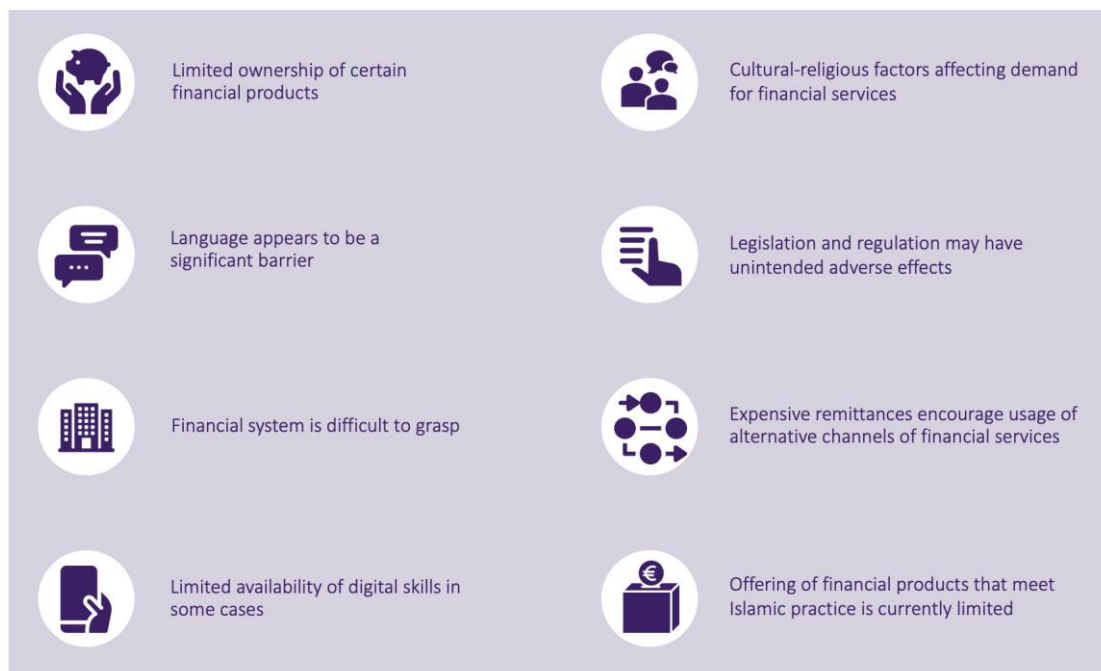 Limited ownership of certain
financial products
Language appears to be a
significant barrier
Financial system is difficult to grasp
Limited availability of digital skills in
some cases
Cultural-religious factors affecting demand
for financial services
Legislation and regulation may have
unintended adverse effects
Expensive remittances encourage usage of
alternative channels of financial services
€
Offering of financial products that meet
Islamic practice is currently limited